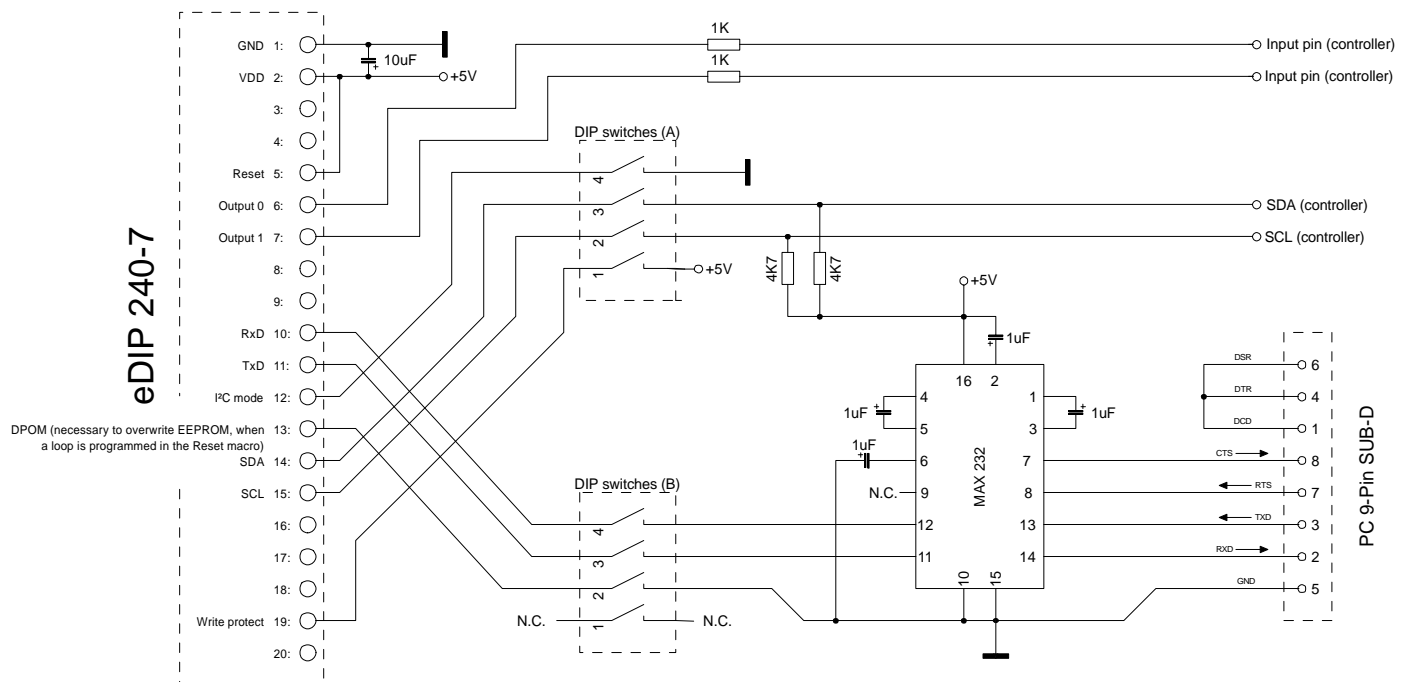 eDIP 240-7
GND 1:
VDD 2:
3:
4:
Reset 5:
Output 0 6:
Output 1 7:
8:
9:
RxD 10:
TxD 11:
I²C mode 12:
DPOM (necessary to overwrite EEPROM, when 13:
a loop is programmed in the Reset macro)
SDA 14:
SCL 15:
16:
17:
18:
Write protect 19:
20:
10uF
+
+5V
1K
Input pin (controller)
1K
Input pin (controller)
DIP switches (A)
4
3
2
1
+5V
SDA (controller)
SCL (controller)
4K7
4K7
+5V
1uF
+
DIP switches (B)
4
3
2
1
N.C.
N.C.
MAX 232
16 2
4 1
5 3
6 7
9 8
12 13
11 14
10 15
1uF
+
1uF
+
1uF
+
N.C.
DSR
DTR
DCD
CTS
RTS
TXD
RXD
GND
6
4
1
8
7
3
2
5
PC 9-Pin SUB-D